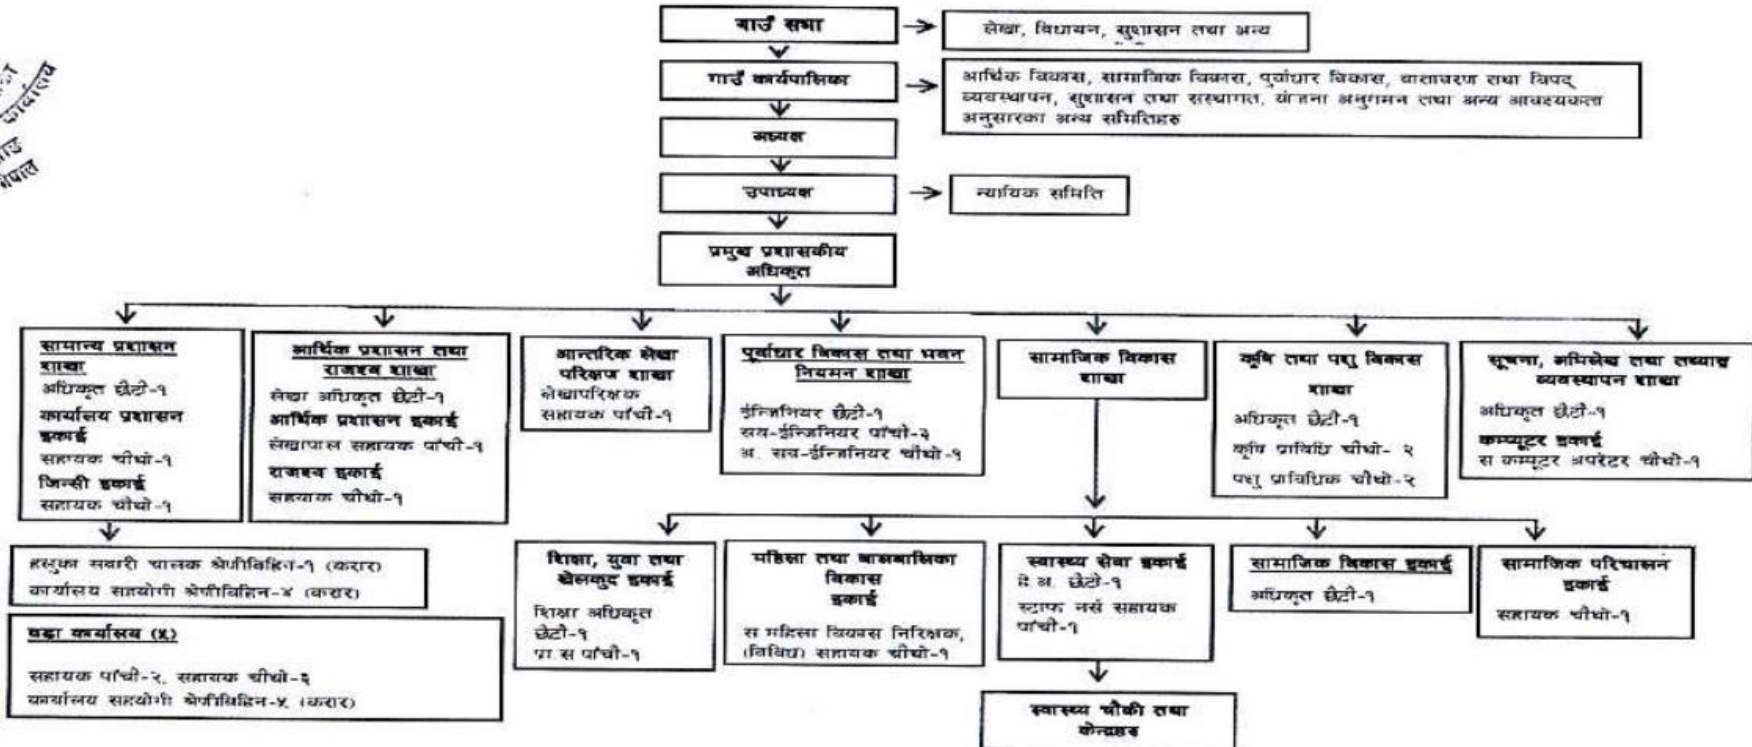 गाउँ सभा
लेखा, विधायन, सुशासन तथा अन्य
गाउँ कार्यपालिका
आर्थिक विकास, सामाजिक विकास, पुर्वाधार विकास, वातावरण तथा विपद्
व्यवस्थापन, सुशासन तथा संस्थागत, योजना अनुगमन तथा अन्य आवश्यकता
अनुसारका अन्य समितिहरु
अध्यक्ष
उपाध्यक्ष
न्यायिक समिति
प्रमुख प्रशासकीय
अधिकृत
सामान्य प्रशासन
शाखा
अधिकृत छैटौ-१
कार्यालय प्रशासन
इकाई
सहायक चौथो-१
जिन्सी इकाई
सहायक चौथो-१
आर्थिक प्रशासन तथा
राजश्व शाखा
लेखा अधिकृत छैटौ-१
आर्थिक प्रशासन इकाई
लेखापाल सहायक पांचौ-१
राजश्व इकाई
सहायक चौथो-१
आन्तरिक लेखा
परिक्षण शाखा
लेखापरिक्षक
सहायक पाँचौ-१
पूर्वाधार विकास तथा भवन
नियमन शाखा
ईन्जिनियर छैटौ-१
सव-ईन्जिनियर पाँचौ-३
अ. सव-ईन्जिनियर चौथो-१
सामाजिक विकास
शाखा
कृषि तथा पशु विकास
शाखा
अधिकृत छैटौ-१
कृषि प्राविधि चौथो- २
पशु प्राविधिक चौथो-२
सूचना, अभिलेख तथा तथ्याङ्क
व्यवस्थापन शाखा
अधिकृत छैटौ-१
कम्प्यूटर इकाई
स कम्प्यूटर अपरेटर चौथो-१
हलुका सवारी चालक श्रेणीविहिन-१ (करार)
कार्यालय सहयोगी श्रेणीविहिन-४ (करार)
वडा कार्यालय (५)
सहायक पांचौ-२, सहायक चौथो-३
कार्यालय सहयोगी श्रेणीविहिन-५ (करार)
शिक्षा, युवा तथा
खेलकुद इकाई
शिक्षा अधिकृत
छैटौ-१
प्रा.स पांचौ-१
महिला तथा बालबालिका
विकास
इकाई
स महिला विकास निरिक्षक,
(विविध) सहायक चौथो-१
स्वास्थ्य सेवा इकाई
हे.अ. छैटौ-१
स्टाफ नर्स सहायक
पांचौ-१
सामाजिक विकास इकाई
अधिकृत छैटौ-१
सामाजिक परिचालन
इकाई
सहायक चौथो-१
स्वास्थ्य चौकी तथा
केन्द्रहरु